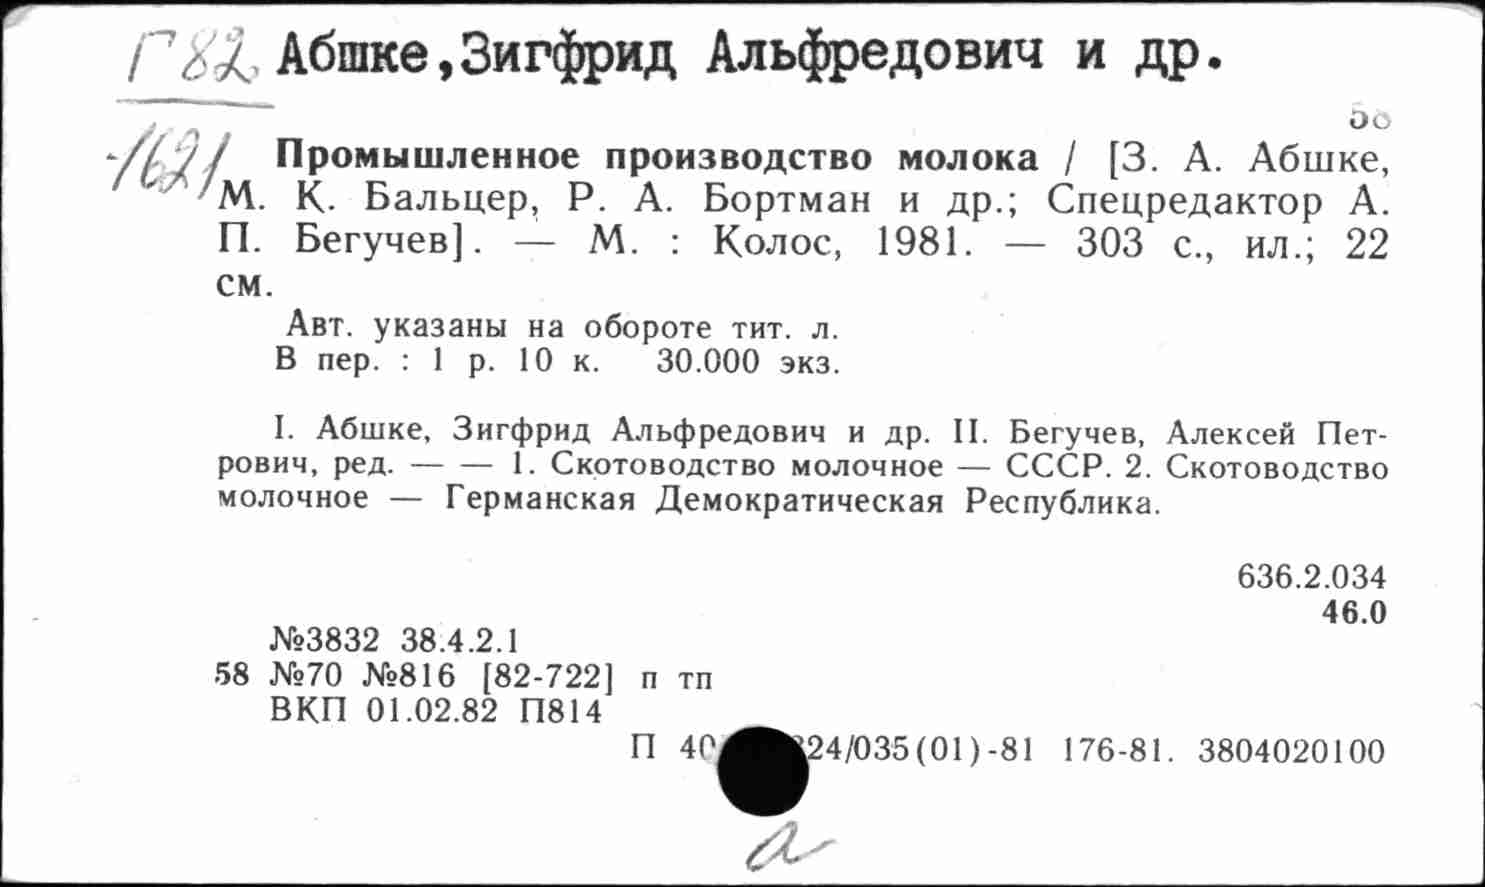 Г82 Абшке,Зигфрид Альфредович и др.
-1621
Промышленное производство молока / [З. А. Абшке,
М. К. Бальцер, Р. А. Бортман и др.; Спецредактор А.
П. Бегучев]. — М. : Колос, 1981. — 303 с., ил.; 22
см.
Авт. указаны на обороте тит. л.
В пер. : 1 р. 10 к. 30.000 экз.
I. Абшке, Зигфрид Альфредович и др. II. Бегучев, Алексей Пет-
рович, ред. — — 1. Скотоводство молочное — СССР. 2. Скотоводство
молочное — Германская Демократическая Республика.
636.2.034
46.0
№3832 38.4.2.1
58 №70 №816 [82-722] п тп
ВКП 01.02.82 П814
П 24/035(01)-81 176-81. 3804020100
а